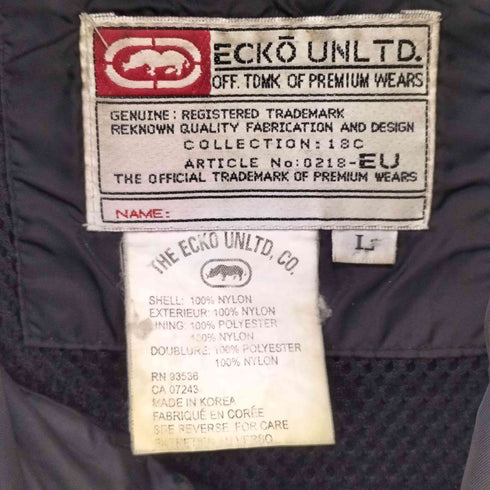 ECKŌ UNLTD.
OFF. TDMK OF PREMIUM WEARS
GENUINE: REGISTERED TRADEMARK
REKNOWN QUALITY FABRICATION AND DESIGN
COLLECTION: 18C
ARTICLE No:0218-EU
THE OFFICIAL TRADEMARK OF PREMIUM WEARS
NAME:
L
THE ECKŌ UNLTD, CO.
SHELL: 100% NYLON
EXTERIEUR: 100% NYLON
LINING: 100% POLYESTER
100% NYLON
DOUBLURE: 100% POLYESTER
100% NYLON
RN 93536
CA 07243
MADE IN KOREA
FABRIQUÉ EN CORÉE
SEE REVERSE FOR CARE